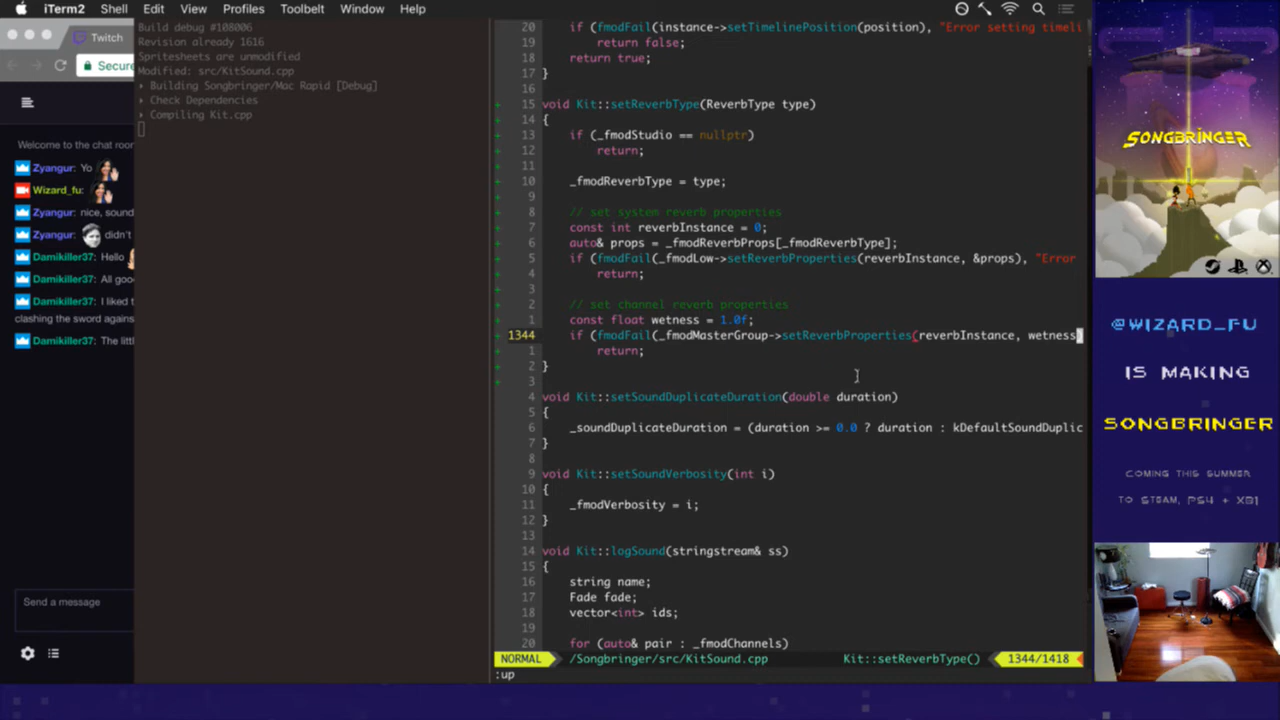 iTerm2 Shell Edit View Profiles Toolbelt Window Help
Twitch
Secure
Welcome to the chat roo
Zyangur: Yo
Wizard_fu:
Zyangur: nice, sound
Zyangur: didn't
Damikiller37: Hello
Damikiller37: All goo
Damikiller37: I liked t
clashing the sword agains
Damikiller37: The little
Send a message
Build debug #108006
Revision already 1616
Spritesheets are unmodified
Modified: src/KitSound.cpp
Building Songbringer/Mac Rapid [Debug]
Check Dependencies
Compiling Kit.cpp
20 if (fmodFail(instance->setTimelinePosition(position), "Error setting timeli
19 return false;
18 return true;
17 }
16
15 void Kit::setReverbType(ReverbType type)
14 {
13 if (_fmodStudio == nullptr)
12 return;
11
10 _fmodReverbType = type;
9
8 // set system reverb properties
7 const int reverbInstance = 0;
6 auto& props = _fmodReverbProps[_fmodReverbType];
5 if (fmodFail(_fmodLow->setReverbProperties(reverbInstance, &props), "Error
4 return;
3
2 // set channel reverb properties
1 const float wetness = 1.0f;
1344 if (fmodFail(_fmodMasterGroup->setReverbProperties(reverbInstance, wetness)
1 return;
2 }
3
4 void Kit::setSoundDuplicateDuration(double duration)
5 {
6 _soundDuplicateDuration = (duration >= 0.0 ? duration : kDefaultSoundDuplic
7 }
8
9 void Kit::setSoundVerbosity(int i)
10 {
11 _fmodVerbosity = i;
12 }
13
14 void Kit::logSound(stringstream& ss)
15 {
16 string name;
17 Fade fade;
18 vector<int> ids;
19
20 for (auto& pair : _fmodChannels)
NORMAL /Songbringer/src/KitSound.cpp Kit::setReverbType() 1344/1418
:up
SONGBRINGER
@WIZARD_FU
IS MAKING
SONGBRINGER
COMING THIS SUMMER
TO STEAM, PS4 + XB1